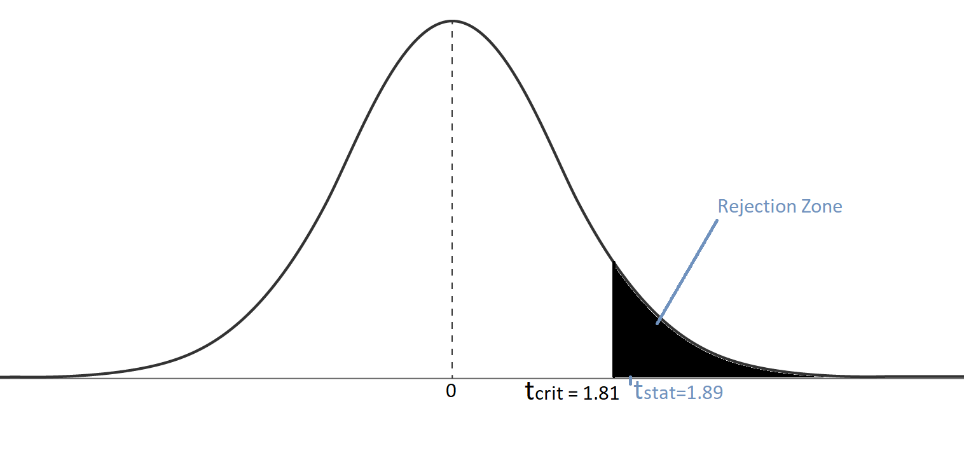 Rejection Zone
0
tcrit = 1.81
tstat=1.89